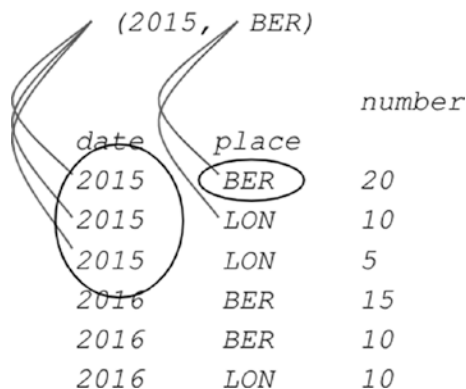 (2015, BER)
number
date place
2015 BER 20
2015 LON 10
2015 LON 5
2016 BER 15
2016 BER 10
2016 LON 10